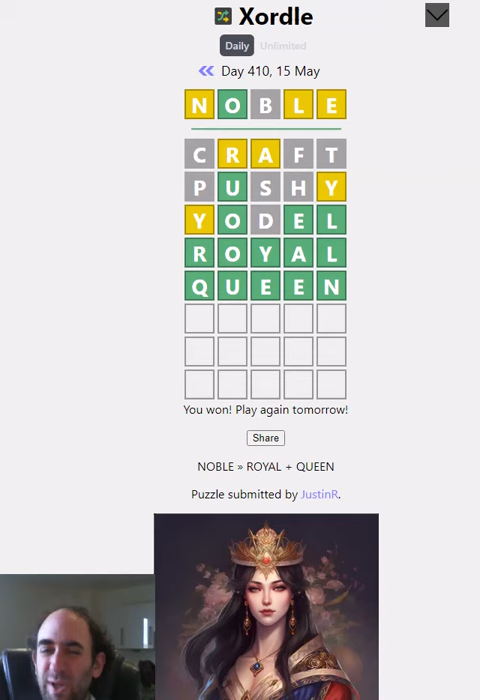 Xordle
Daily Unlimited
Day 410, 15 May
NOBLE
CRAFT
PUSHY
YODEL
ROYAL
QUEEN
You won! Play again tomorrow!
Share
NOBLE » ROYAL + QUEEN
Puzzle submitted by JustinR.